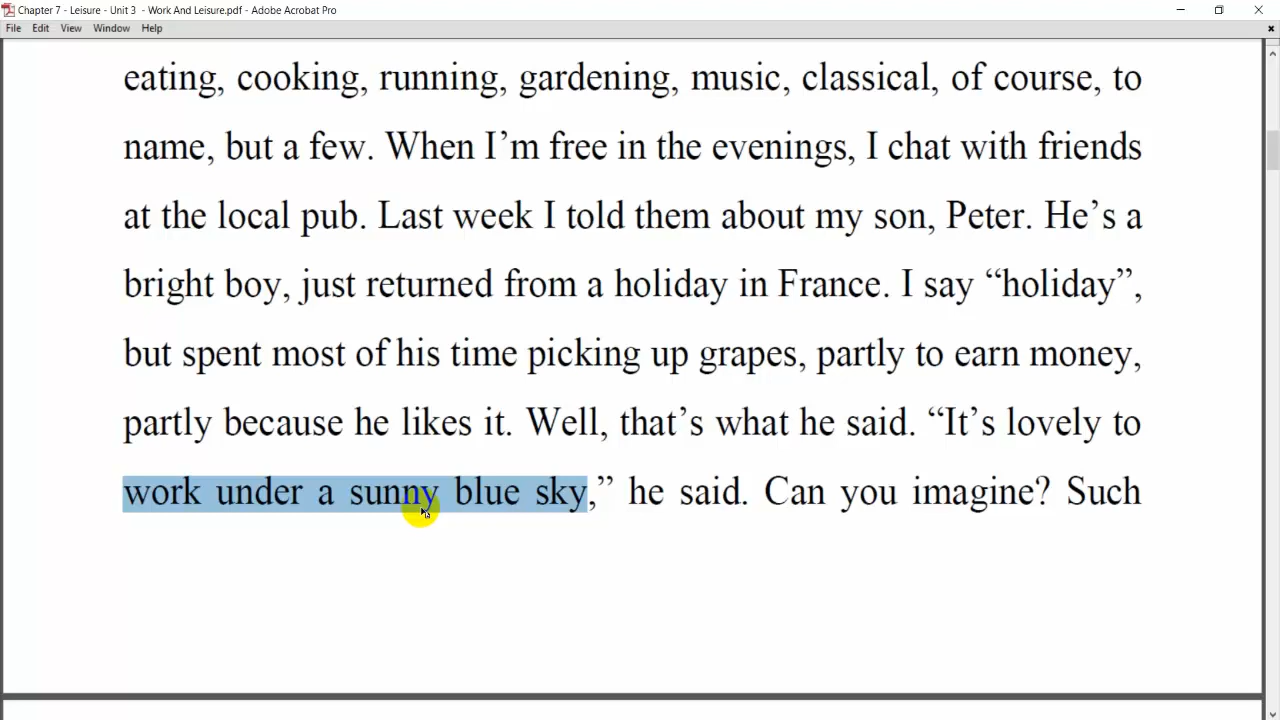 Chapter 7 - Leisure - Unit 3 - Work And Leisure.pdf - Adobe Acrobat Pro
File Edit View Window Help
eating, cooking, running, gardening, music, classical, of course, to
name, but a few. When I’m free in the evenings, I chat with friends
at the local pub. Last week I told them about my son, Peter. He’s a
bright boy, just returned from a holiday in France. I say “holiday”,
but spent most of his time picking up grapes, partly to earn money,
partly because he likes it. Well, that’s what he said. “It’s lovely to
work under a sunny blue sky,” he said. Can you imagine? Such